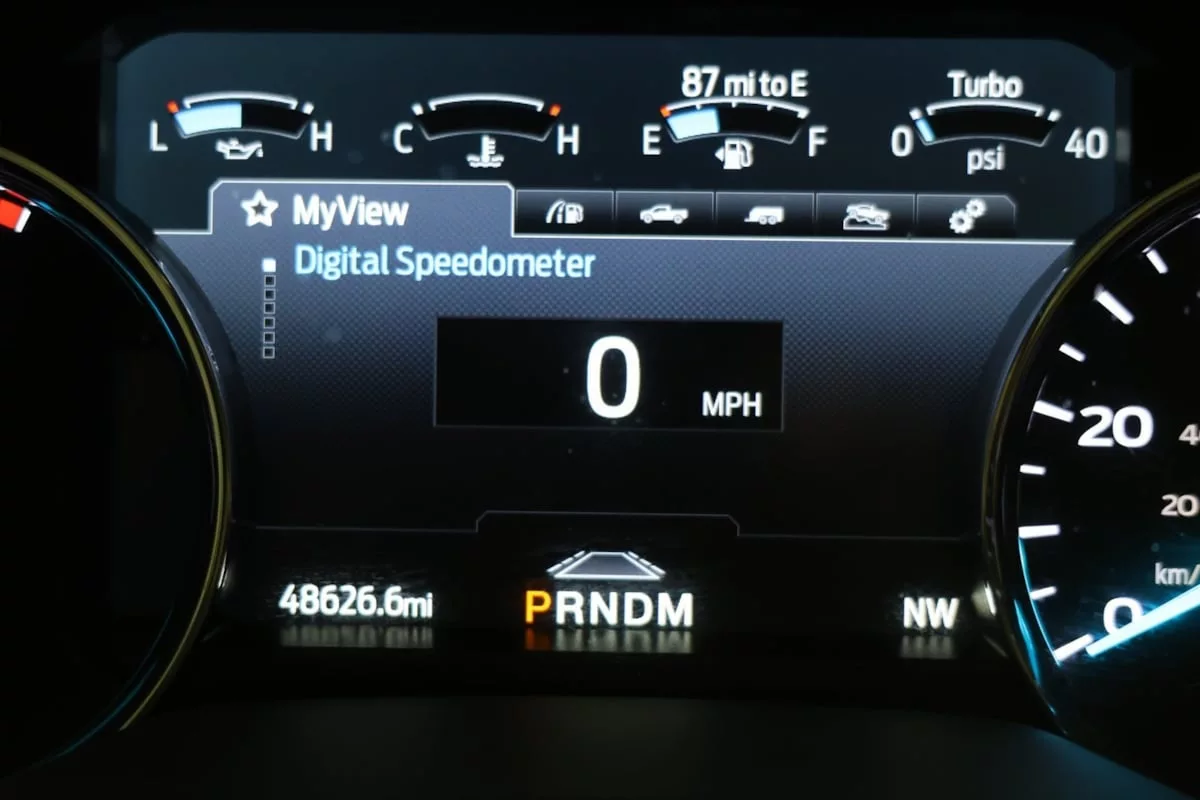 87 mi to E
Turbo
L H
C H
E F
0 40
psi
MyView
Digital Speedometer
0 MPH
20
20
km/
0
48626.6mi
PRNDM
NW